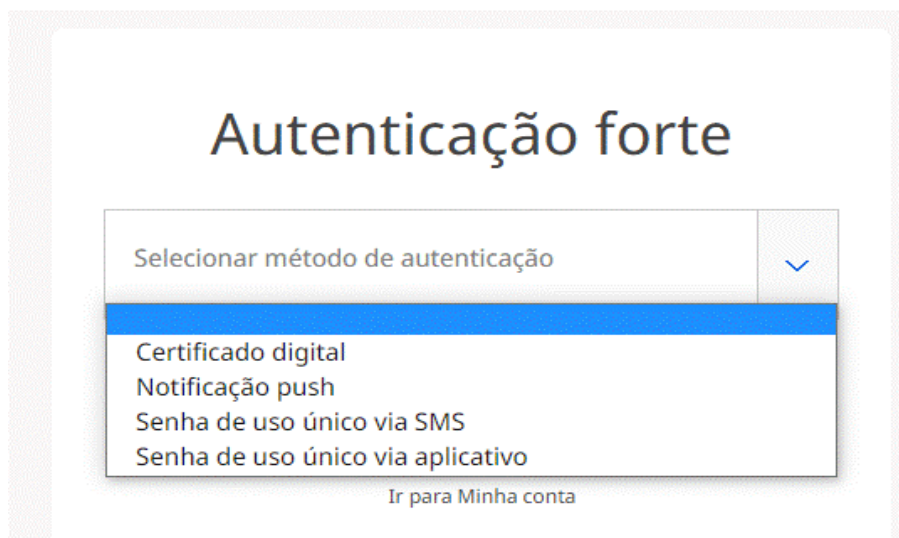 Autenticação forte
Selecionar método de autenticação
Certificado digital
Notificação push
Senha de uso único via SMS
Senha de uso único via aplicativo
Ir para Minha conta